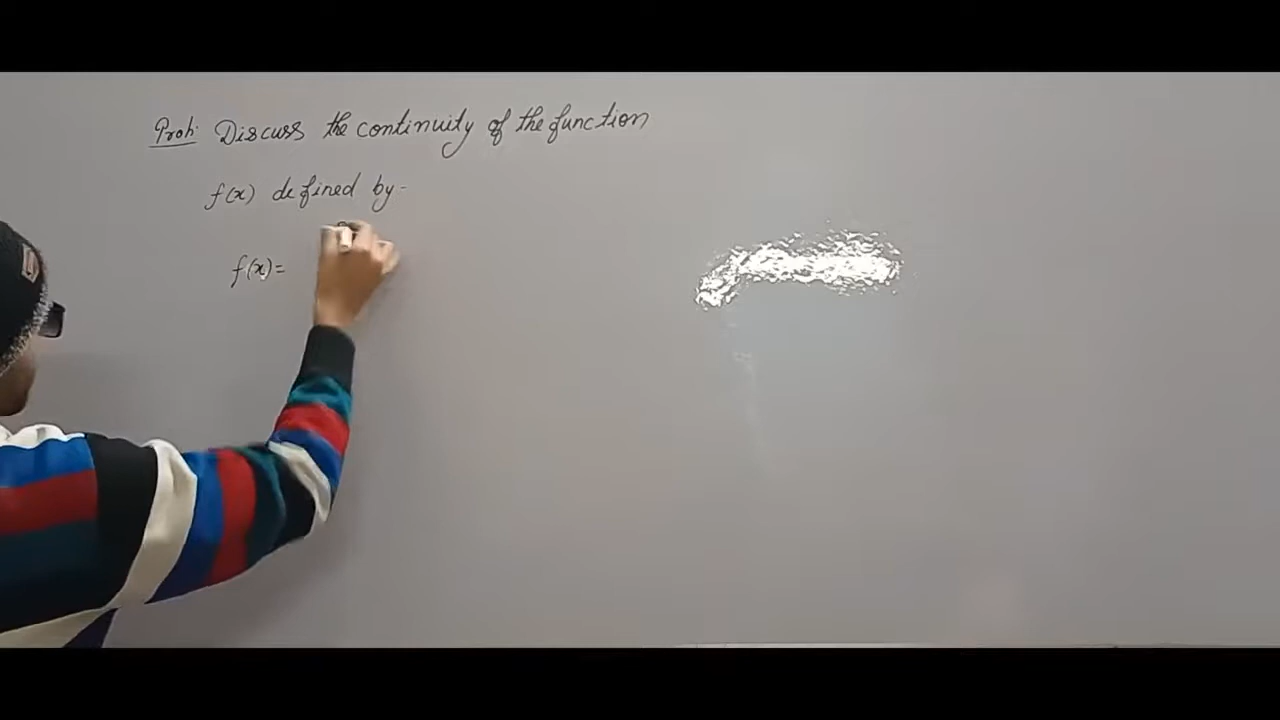 Prob: Discuss the continuity of the function
f(x) defined by-
f(x)=